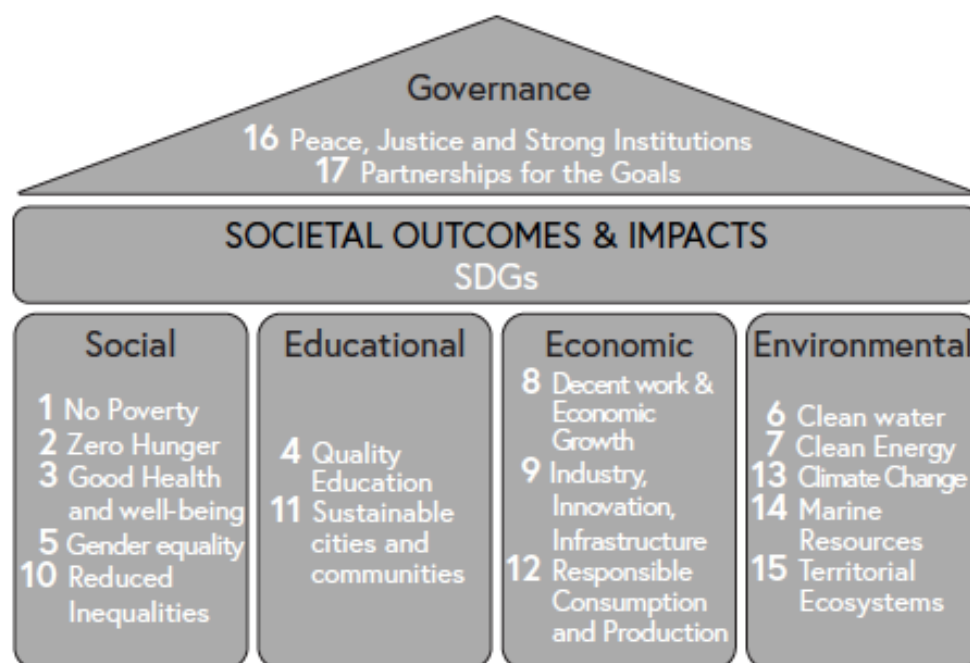 Governance
16 Peace, Justice and Strong Institutions
17 Partnerships for the Goals
SOCIETAL OUTCOMES & IMPACTS
SDGs
Social
1 No Poverty
2 Zero Hunger
3 Good Health
and well-being
5 Gender equality
10 Reduced
Inequalities
Educational
4 Quality
Education
11 Sustainable
cities and
communities
Economic
8 Decent work &
Economic
Growth
9 Industry,
Innovation,
Infrastructure
12 Responsible
Consumption
and Production
Environmental
6 Clean water
7 Clean Energy
13 Climate Change
14 Marine
Resources
15 Territorial
Ecosystems